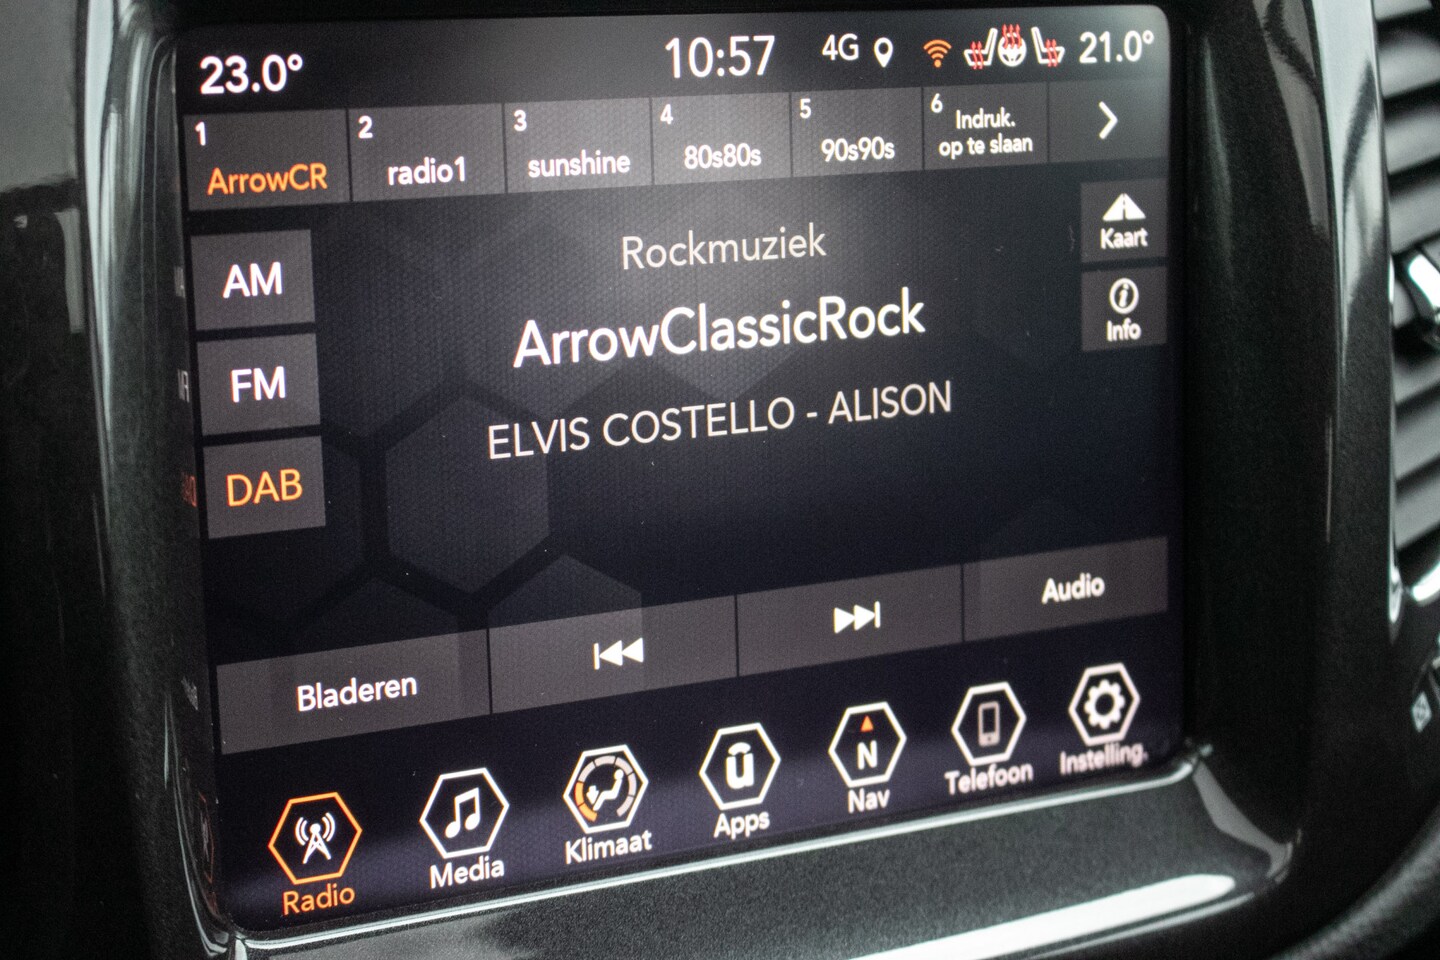 23.0°
10:57
4G
21.0°
1
ArrowCR
2
radio1
3
sunshine
4
80s80s
5
90s90s
6
Indruk.
op te slaan
AM
FM
DAB
Rockmuziek
ArrowClassicRock
ELVIS COSTELLO - ALISON
Kaart
Info
Bladeren
Audio
Radio
Media
Klimaat
ū
Apps
N
Nav
Telefoon
Instelling.